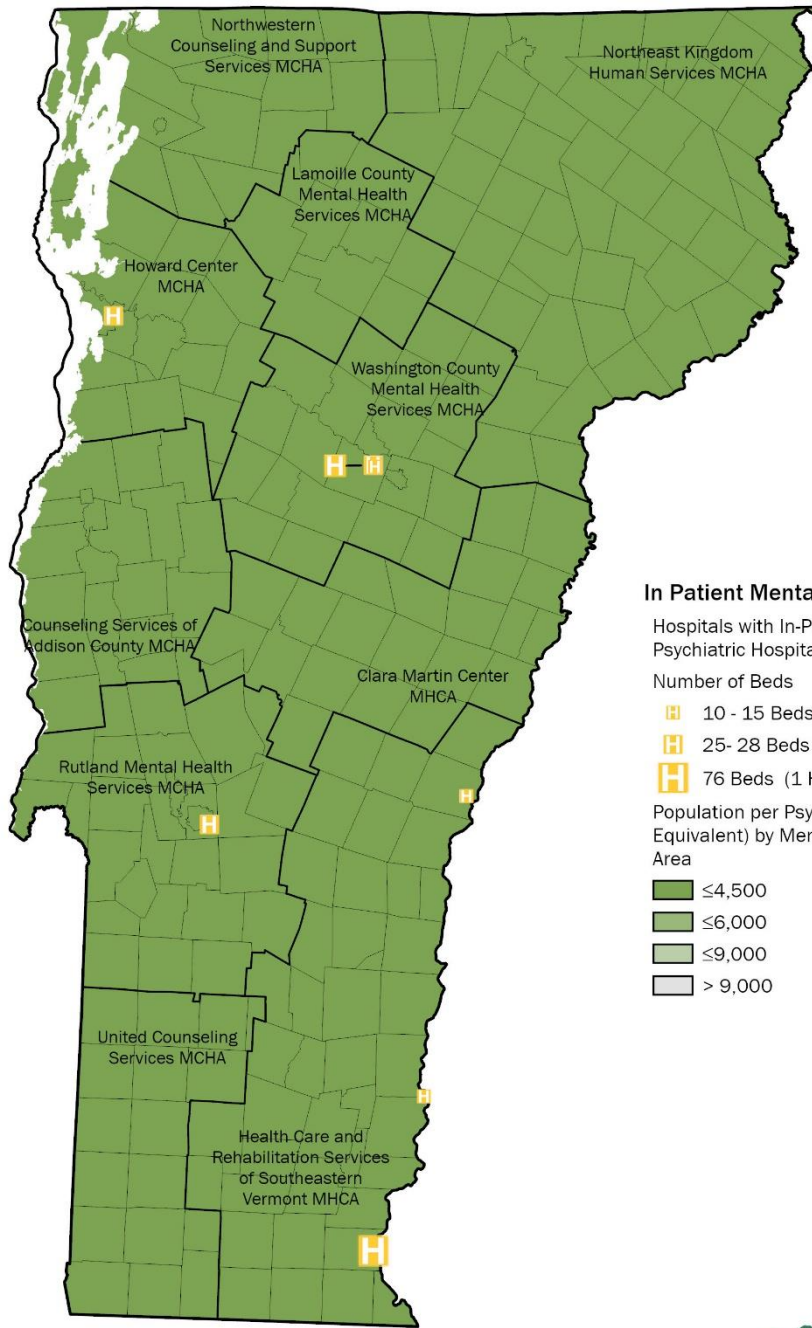 Northwestern
Counseling and Support
Services MCHA
Northeast Kingdom
Human Services MCHA
Lamoille County
Mental Health
Services MCHA
Howard Center
MCHA
H
Washington County
Mental Health
Services MCHA
H
H
Counseling Services of
Addison County MCHA
Clara Martin Center
MHCA
Rutland Mental Health
Services MCHA
H
H
United Counseling
Services MCHA
H
Health Care and
Rehabilitation Services
of Southeastern
Vermont MHCA
H
In Patient Menta
Hospitals with In-P
Psychiatric Hospita
Number of Beds
H 10 - 15 Beds
H 25- 28 Beds
H 76 Beds (1 H
Population per Psy
Equivalent) by Mer
Area
≤4,500
≤6,000
≤9,000
> 9,000